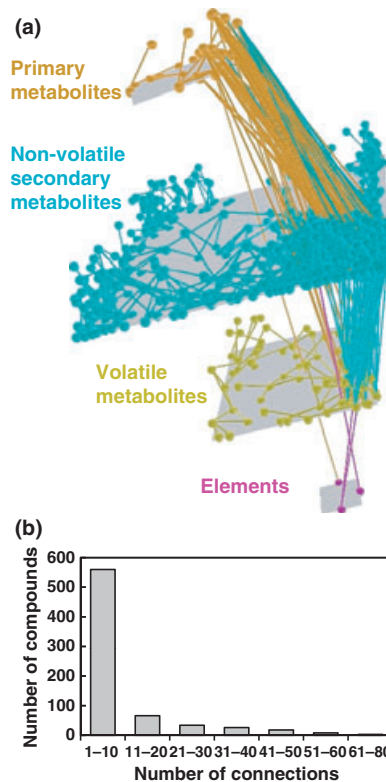 (a)
Primary
metabolites
Non-volatile
secondary
metabolites
Volatile
metabolites
Elements
(b)
Number of compounds
600
500
400
300
200
100
0
1–10 11–20 21–30 31–40 41–50 51–60 61–80
Number of connections